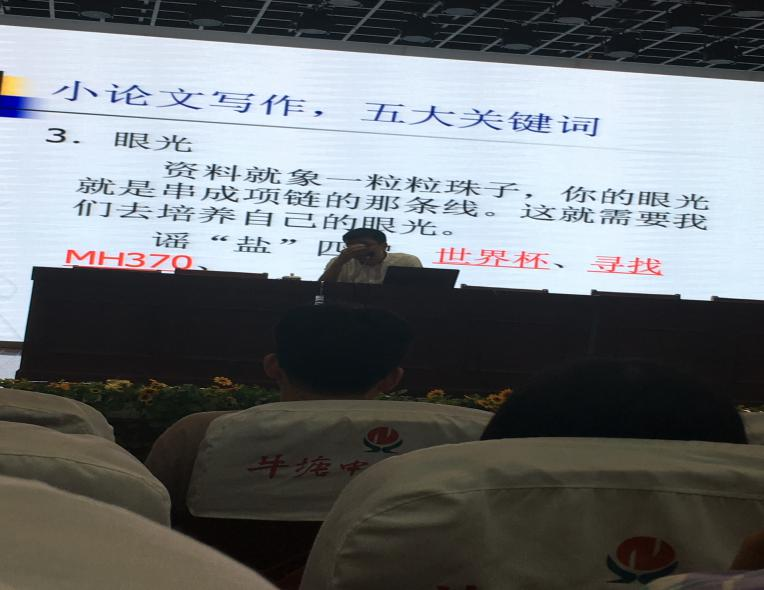 小论文写作，五大关键词
3. 眼光
资料就象一粒粒珠子，你的眼光
就是串成项链的那条线。这就需要我
们去培养自己的眼光。
谣“盐”四 世界杯、寻找
MH370、
牛塘中